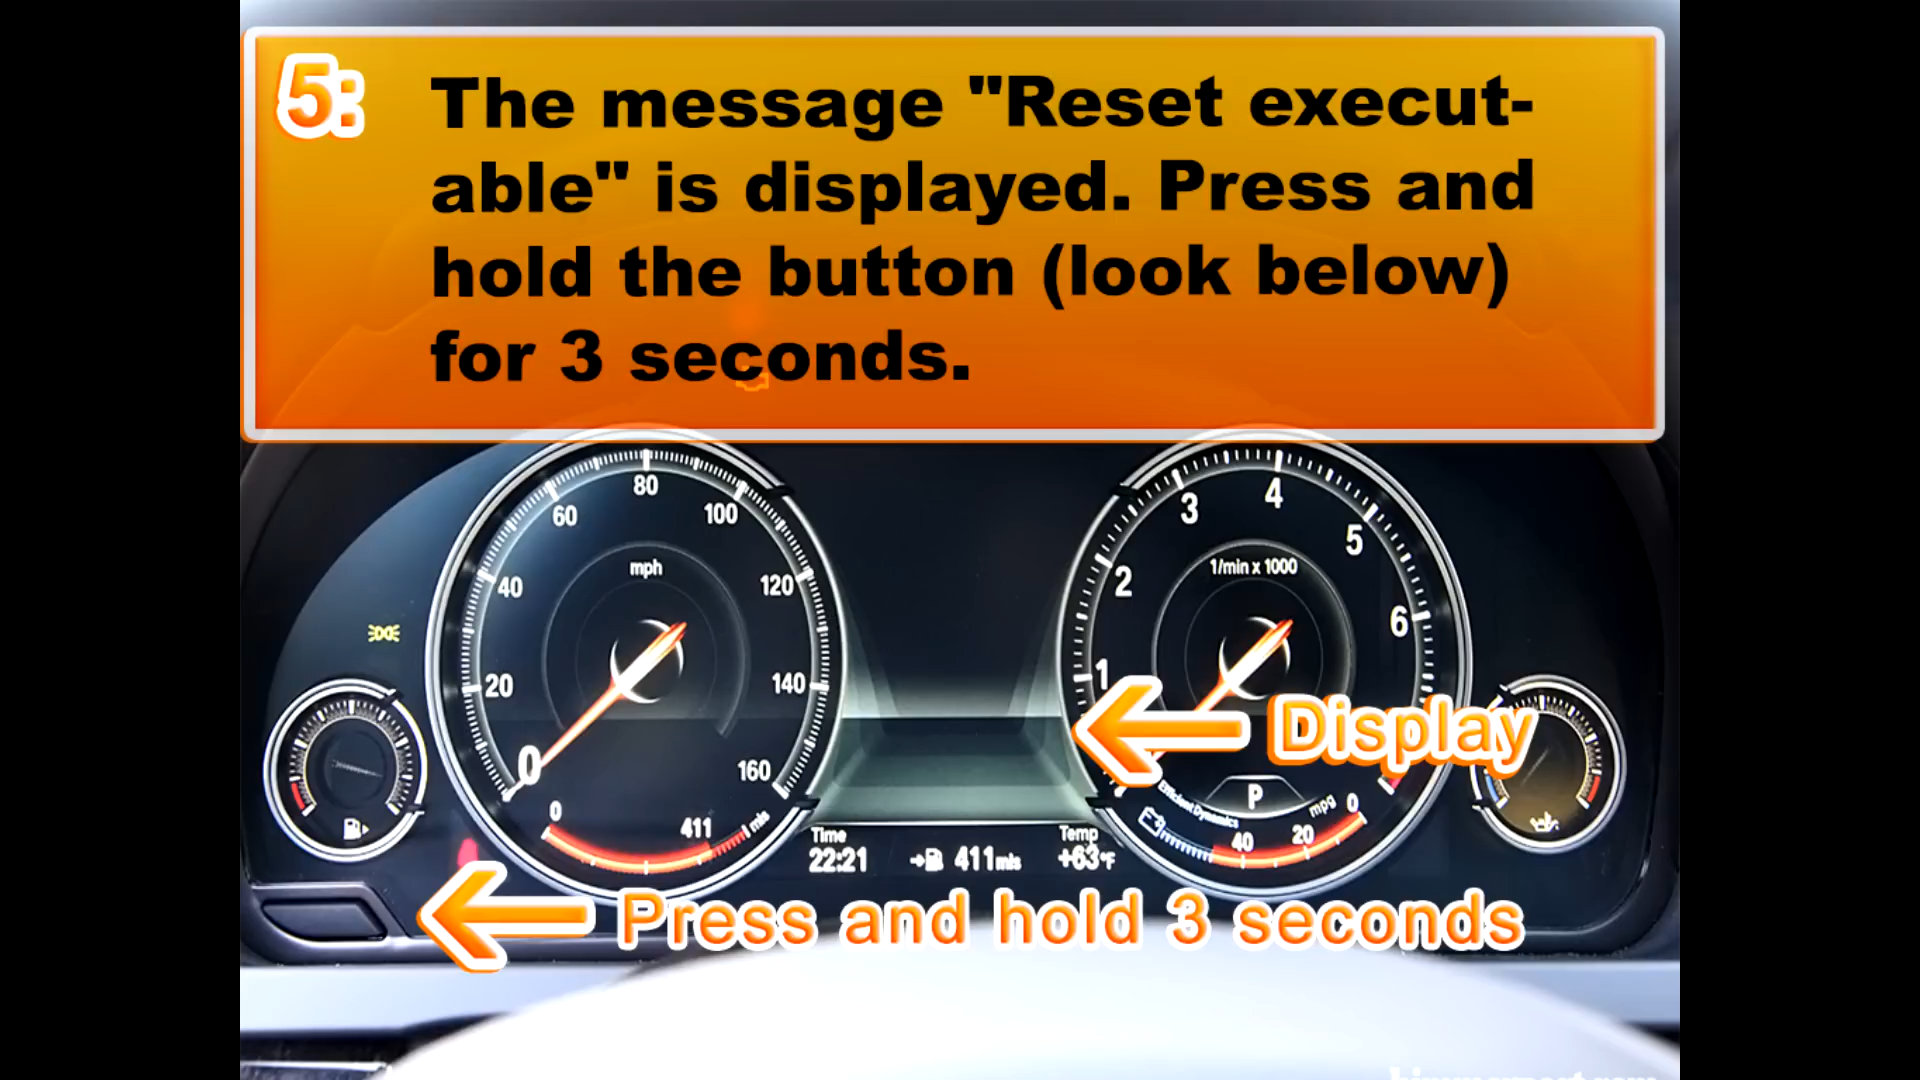 5:
The message "Reset execut-
able" is displayed. Press and
hold the button (look below)
for 3 seconds.
80
60
100
40
mph
120
20
140
0
160
0
411
mls
4
3
5
1/min x 1000
2
6
1
Display
P
Efficient Dynamics
mpg
40
20
0
Time
22:21
411 mls
Temp
+63°F
Press and hold 3 seconds